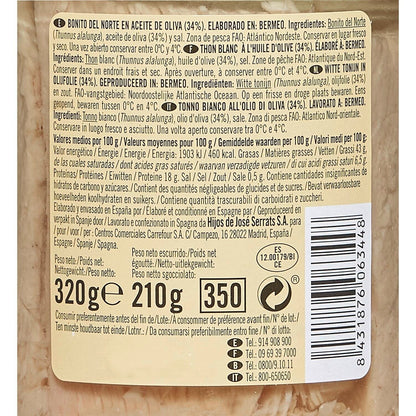 E BONITO DEL NORTE EN ACEITE DE OLIVA (34%). ELABORADO EN: BERMEO. Ingredientes: Bonito del Norte
(Thunnus alalunga), aceite de oliva (34%) y sal. Zona de pesca FAO: Atlántico Nordeste. Conservar en lugar fresco
y seco. Una vez abierto conservar entre 0°C y 4°C. F THON BLANC À L'HUILE D'OLIVE (34%). ÉLABORÉ À: BERMEO.
Ingrédients: Thon blanc (Thunnus alalunga), huile d'olive (34%), sel. Zone de pêche FAO: Atlantique du Nord-Est.
Conserver dans un endroit frais et sec. Après ouverture, à conserver entre 0°C et 4°C. NL WITTE TONIJN IN
OLIJFOLIE (34%). GEPRODUCEERD IN: BERMEO. Ingrediënten: Witte tonijn (Thunnus alalunga), olijfolie (34%)
en zout. FAO-vangstgebied: Noordoostelijke Atlantische Oceaan. Op een frisse en droge plaats bewaren. Eens
geopend, bewaren tussen 0°C en 4°C. IT TONNO BIANCO ALL'OLIO DI OLIVA (34%). LAVORATO A: BERMEO.
Ingredienti: Tonno bianco (Thunnus alalunga), olio d'oliva (34%), sale. Zona di pesca FAO: Atlantico Nord-orientale.
Conservare in luogo fresco e asciutto. Una volta aperto conservare tra 0°C e 4°C.
Valores medios por 100 g / Valeurs moyennes pour 100 g / Gemiddelde waarden per 100 g / Valori medi per 100 g:
Valor energético / Énergie / Energie / Energia: 1903 kJ / 460 kcal, Grasas / Matières grasses / Vetten / Grassi 43 g,
de las cuales saturadas / dont acides gras saturés / waarvan verzadigde vetzuren / di cui acidi grassi saturi 6,5 g,
Proteínas / Protéines / Eiwitten / Proteine 18 g, Sal / Sel / Zout / Sale 0,5 g. Contiene cantidades insignificantes de
hidratos de carbono y azúcares. / Contient des quantités négligeables de glucides et de sucres. / Bevat verwaarloosbare
hoeveelheden koolhydraten en suikers. / Contiene quantità trascurabili di carboidrati e zuccheri.
Elaborado y envasado en España por / Élaboré et conditionné en Espagne par / Geproduceerd en
verpakt in Spanje door / Lavorato e confezionato in Spagna da Hijos de José Serrats S.A. para / pour /
voor / per: Centros Comerciales Carrefour S.A. C/ Campezo, 16 28022 Madrid, España /
Espagne / Spanje / Spagna.
Peso neto/Poids net/
Nettogewicht/Peso netto:
320 g e
Peso escurrido/Poids net
égoutté/Netto-uitlekgewicht/
Peso sgocciolato:
210 g
350
ES
12.00179/BI
CE
Consumir preferentemente antes del fin de/Lote:/À consommer de préférence avant fin/N° de lot:/
Ten minste houdbaar tot einde/Lotnr.:/ Da consumarsi preferibilmente entro fine / N° di lotto:
E Tel.: 914 908 900
F Tél.: 09 69 39 7000
B Tel.: 0800/9.10.11
IT Tel.: 800-650650
8 431876 063448